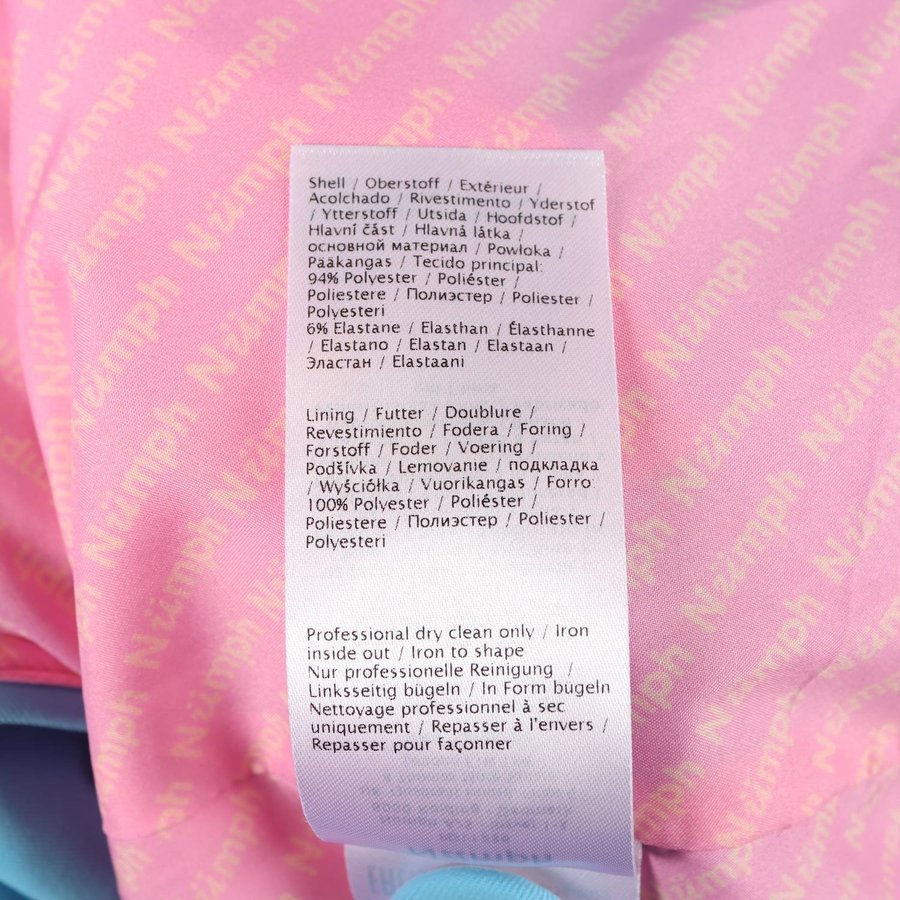 Shell / Oberstoff / Extérieur /
Acolchado / Rivestimento / Yderstof
/ Ytterstoff / Utsida / Hoofdstof /
Hlavní část / Hlavná látka /
основной материал / Powłoka /
Pääkangas / Tecido principal:
94% Polyester / Poliéster /
Poliestere / Полиэстер / Poliester /
Polyesteri
6% Elastane / Elasthan / Élasthanne
/ Elastano / Elastan / Elastaan /
Эластан / Elastaani
Lining / Futter / Doublure /
Revestimiento / Fodera / Foring /
Forstoff / Foder / Voering /
Podšívka / Lemovanie / подкладка
/ Wyściółka / Vuorikangas / Forro:
100% Polyester / Poliéster /
Poliestere / Полиэстер / Poliester /
Polyesteri
Professional dry clean only / Iron
inside out / Iron to shape
Nur professionelle Reinigung /
Linksseitig bügeln / In Form bügeln
Nettoyage professionnel à sec
uniquement / Repasser à l'envers /
Repasser pour façonner
Nümph